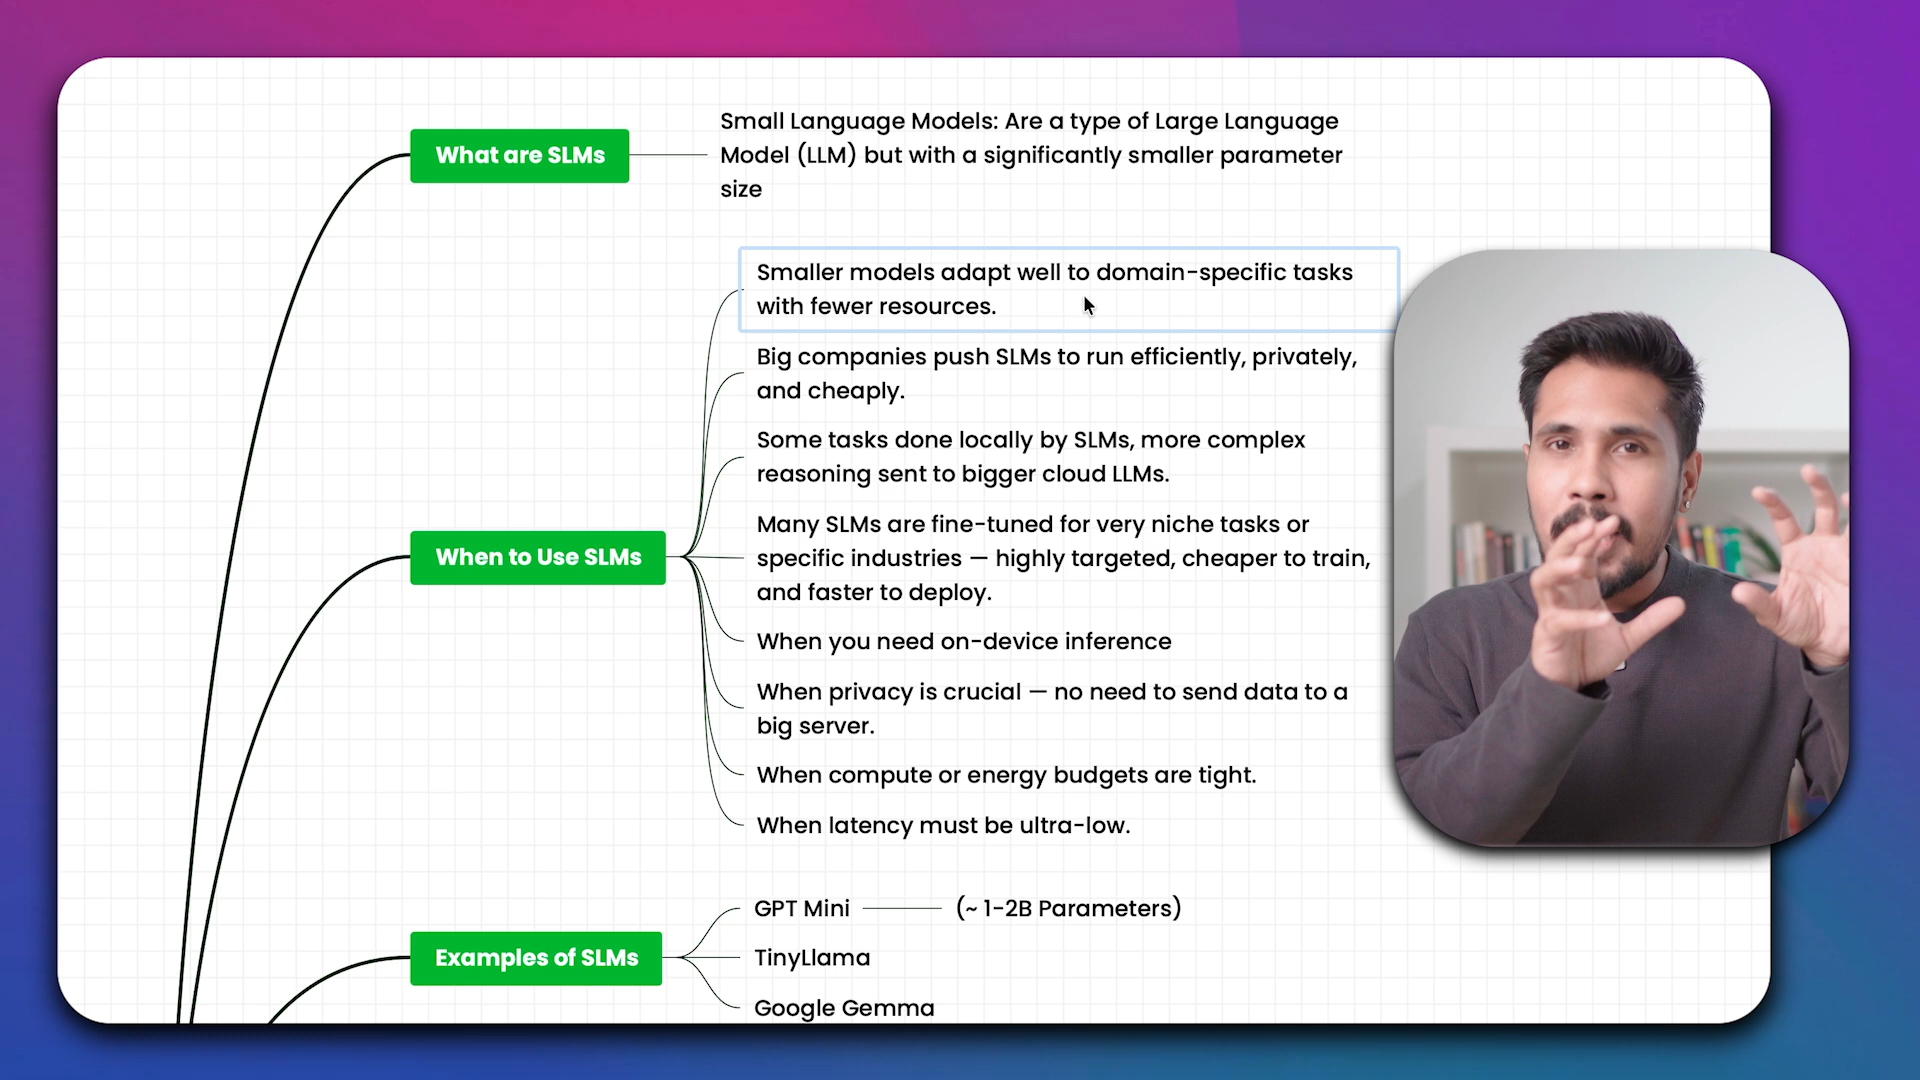 What are SLMs
Small Language Models: Are a type of Large Language
Model (LLM) but with a significantly smaller parameter
size
When to Use SLMs
Smaller models adapt well to domain-specific tasks
with fewer resources.
Big companies push SLMs to run efficiently, privately,
and cheaply.
Some tasks done locally by SLMs, more complex
reasoning sent to bigger cloud LLMs.
Many SLMs are fine-tuned for very niche tasks or
specific industries — highly targeted, cheaper to train,
and faster to deploy.
When you need on-device inference
When privacy is crucial — no need to send data to a
big server.
When compute or energy budgets are tight.
When latency must be ultra-low.
Examples of SLMs
GPT Mini
(~ 1-2B Parameters)
TinyLlama
Google Gemma